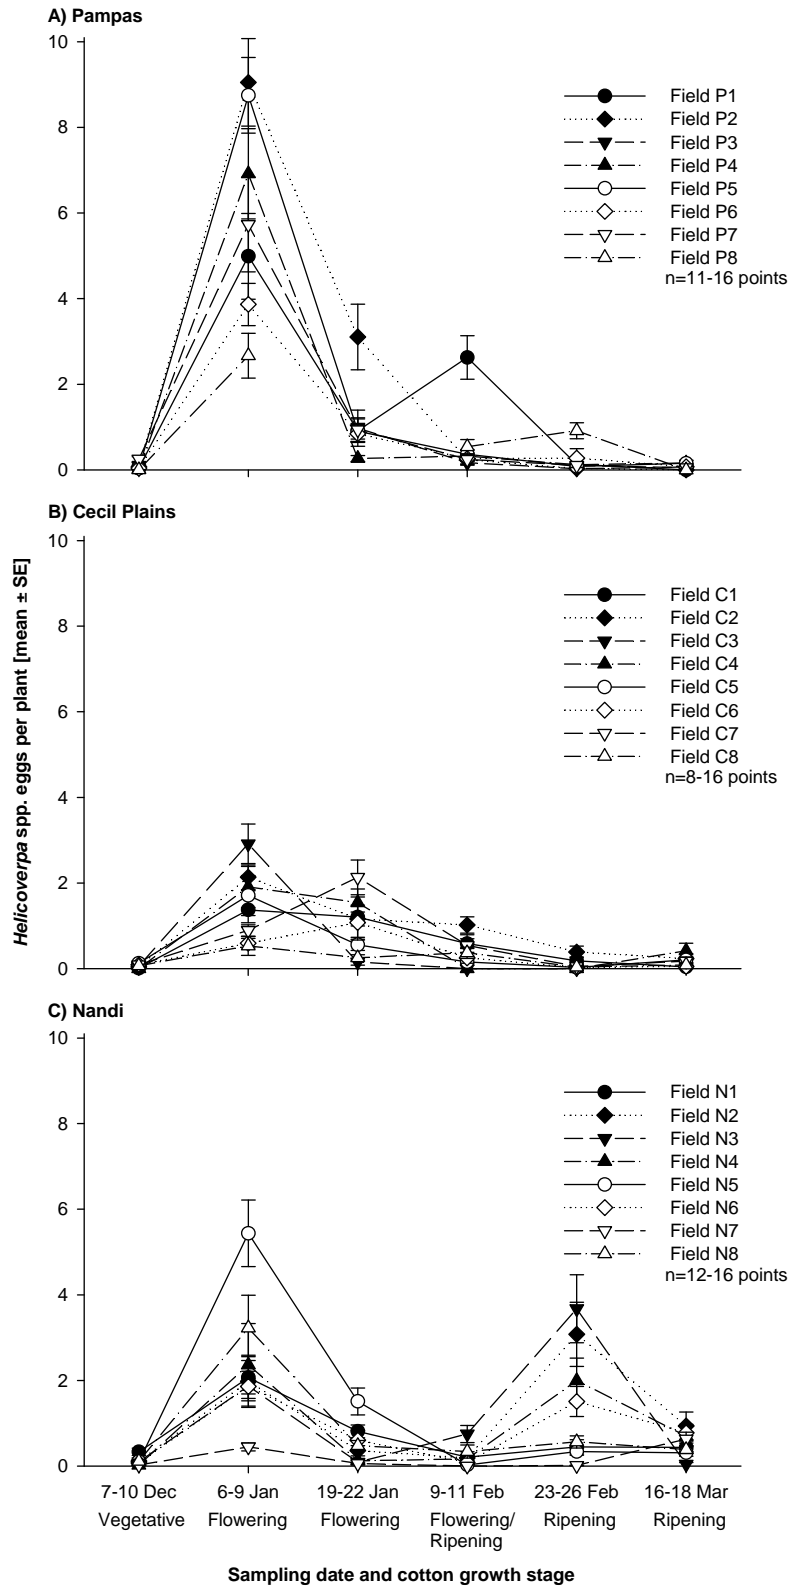 A) Pampas
10
8
6
4
2
0
Field P1
Field P2
Field P3
Field P4
Field P5
Field P6
Field P7
Field P8
n=11-16 points
B) Cecil Plains
10
8
6
4
2
0
Field C1
Field C2
Field C3
Field C4
Field C5
Field C6
Field C7
Field C8
n=8-16 points
Helicoverpa spp. eggs per plant [mean ± SE]
C) Nandi
10
8
6
4
2
0
Field N1
Field N2
Field N3
Field N4
Field N5
Field N6
Field N7
Field N8
n=12-16 points
7-10 Dec 6-9 Jan 19-22 Jan 9-11 Feb 23-26 Feb 16-18 Mar
Vegetative Flowering Flowering Flowering/ Ripening Ripening
Ripening
Sampling date and cotton growth stage